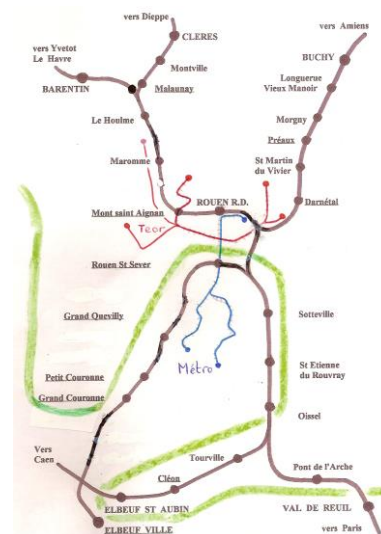 vers Dieppe
CLERES
vers Amiens
vers Yvetot
Le Havre
Montville
BUCHY
BARENTIN
Malaunay
Longuerue
Vieux Manoir
Le Houlme
Morgny
Préaux
Maromme
St Martin
du Vivier
Mont saint Aignan
ROUEN R.D.
Darnétal
Teor
Rouen St Sever
Grand Quevilly
Sotteville
Métro
St Etienne
du Rouvray
Petit Couronne
Grand Couronne
Oissel
Vers
Caen
Tourville
Cléon
Pont de l'Arche
ELBEUF ST AUBIN
VAL DE REUIL
ELBEUF VILLE
vers Paris